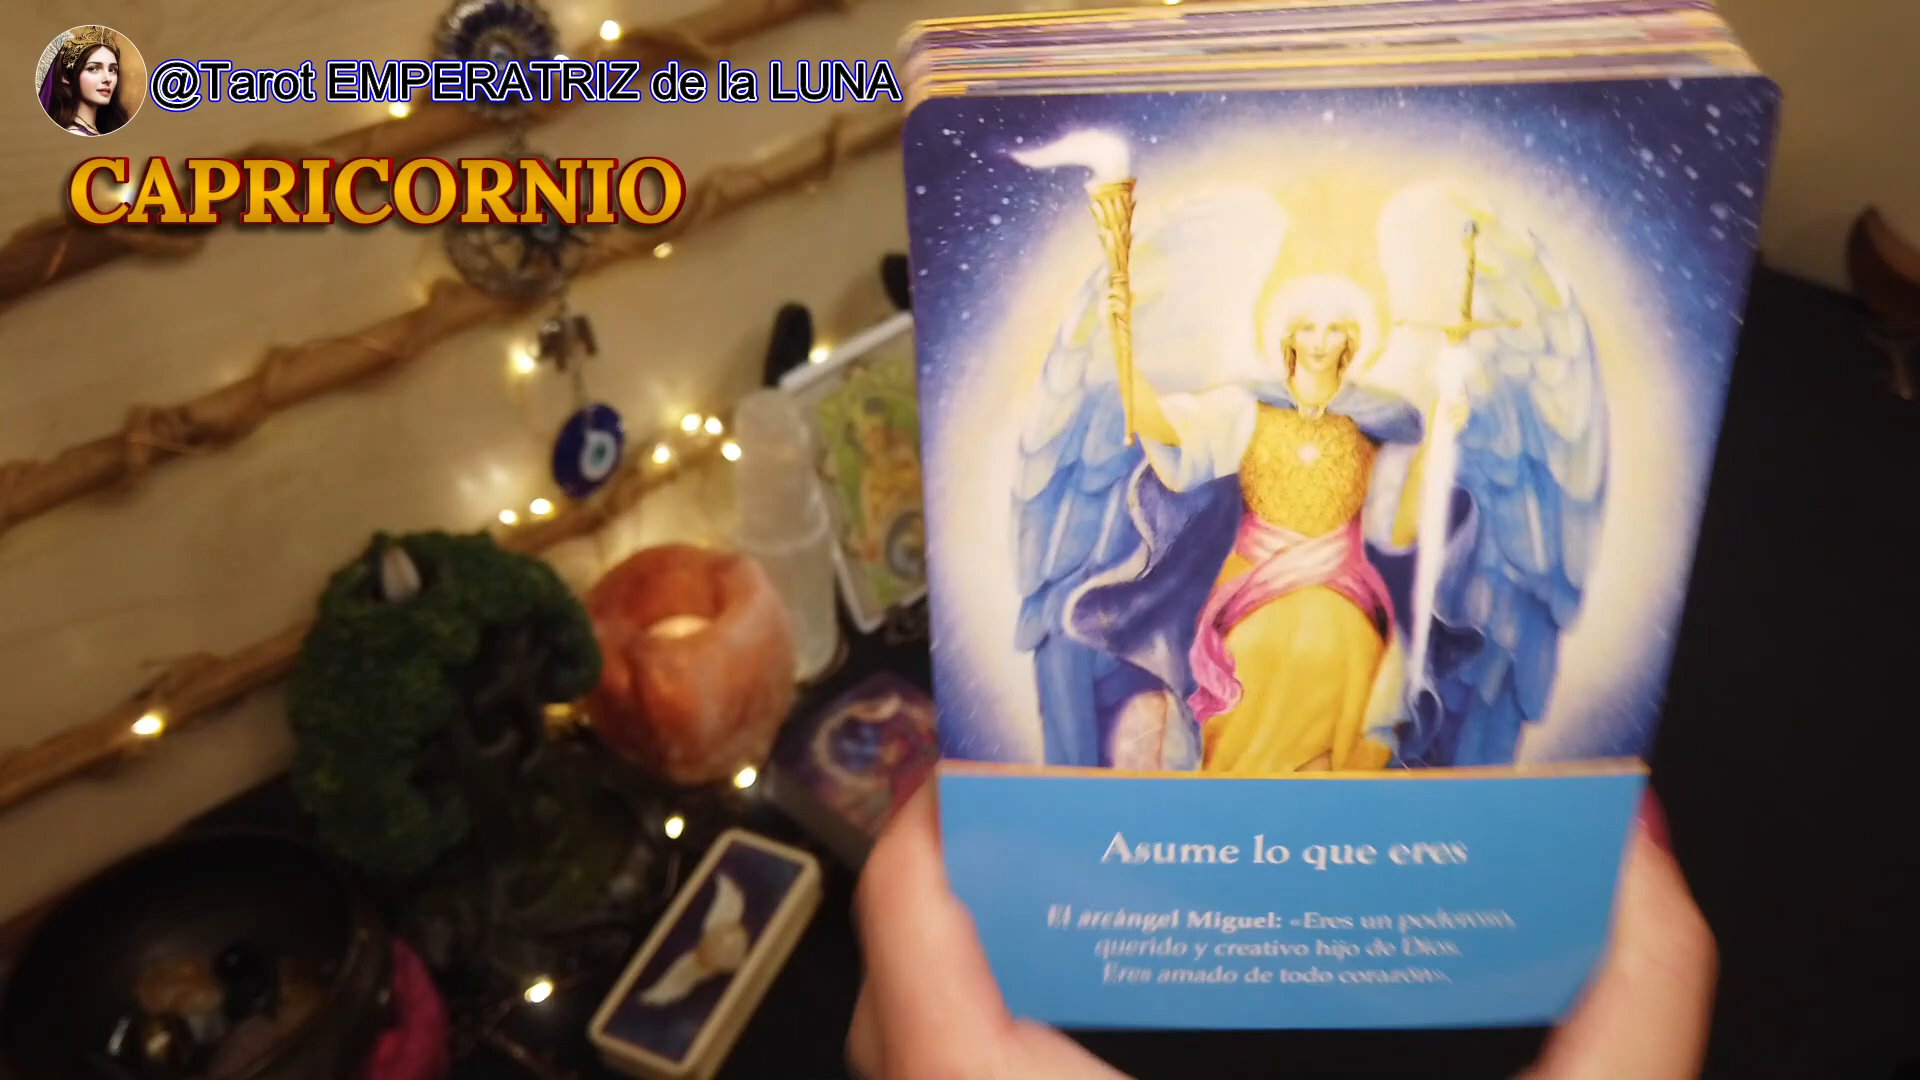 @Tarot EMPERATRIZ de la LUNA
CAPRICORNIO
Asume lo que eres
El arcángel Miguel: «Eres un poderoso,
querido y creativo hijo de Dios.
Eres amado de todo corazón».